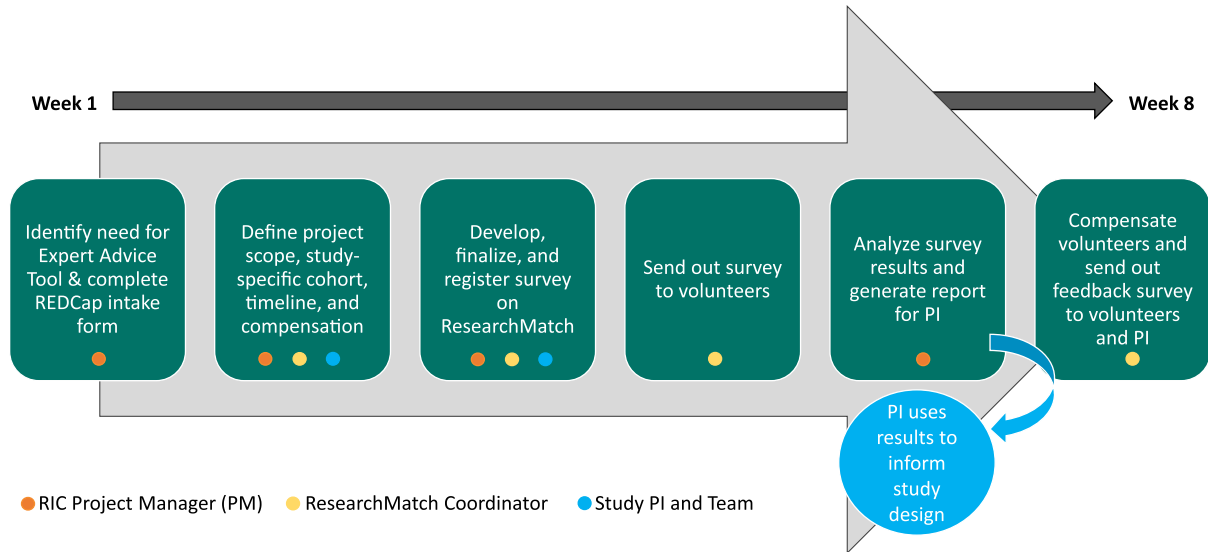 Week 1
Week 8
Identify need for
Expert Advice
Tool & complete
REDCap intake
form
Define project
scope, study-
specific cohort,
timeline, and
compensation
Develop,
finalize, and
register survey
on
ResearchMatch
Send out survey
to volunteers
Analyze survey
results and
generate report
for PI
Compensate
volunteers and
send out
feedback survey
to volunteers
and PI
PI uses
results to
inform
study
design
RIC Project Manager (PM)
ResearchMatch Coordinator
Study PI and Team